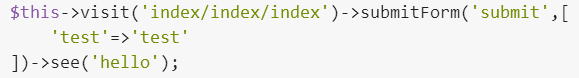 $this->visit('index/index/index')->submitForm('submit',[
    'test'=>'test'
])->see('hello');